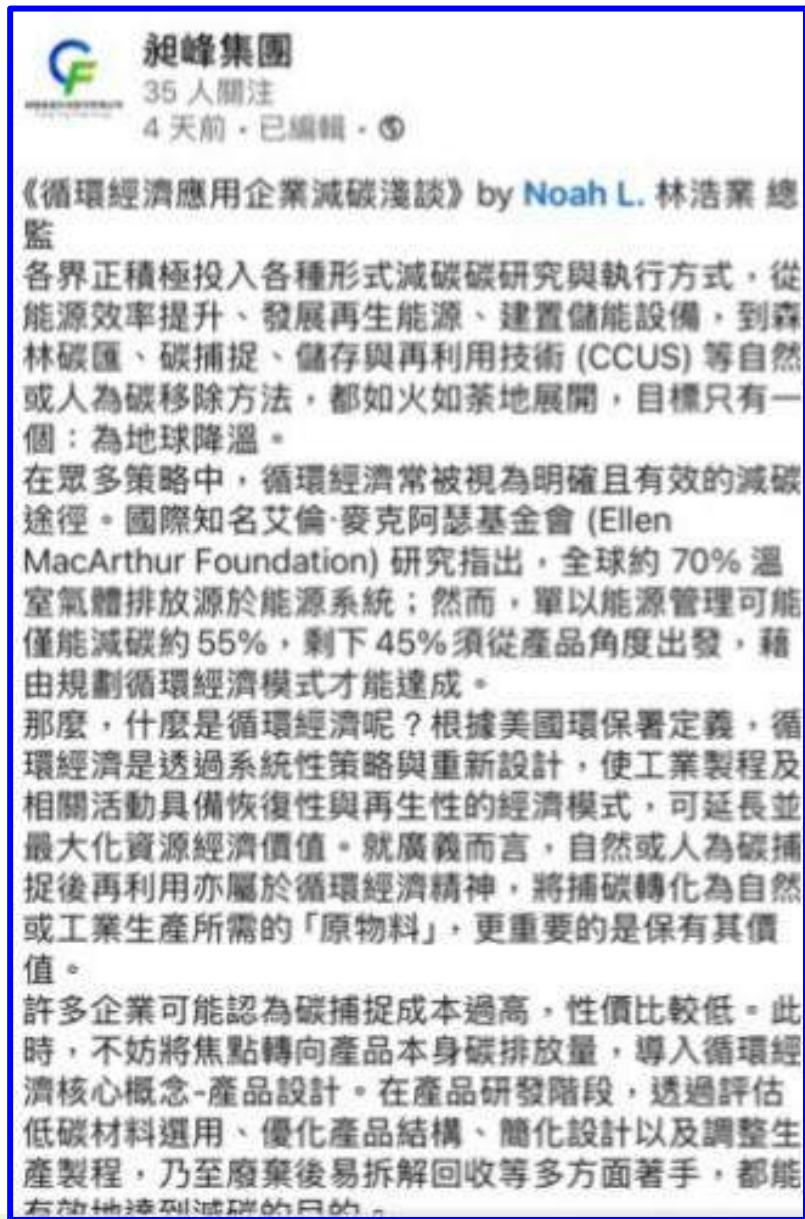 昶峰集團
35 人關注
4 天前・已編輯・
《循環經濟應用企業減碳淺談》by Noah L. 林浩業 總
監
各界正積極投入各種形式減碳碳研究與執行方式，從
能源效率提升、發展再生能源、建置儲能設備，到森
林碳匯、碳捕捉、儲存與再利用技術 (CCUS) 等自然
或人為碳移除方法，都如火如荼地展開，目標只有一
個：為地球降溫。
在眾多策略中，循環經濟常被視為明確且有效的減碳
途徑。國際知名艾倫·麥克阿瑟基金會 (Ellen
MacArthur Foundation) 研究指出，全球約 70% 溫
室氣體排放源於能源系統；然而，單以能源管理可能
僅能減碳約 55%，剩下 45% 須從產品角度出發，藉
由規劃循環經濟模式才能達成。
那麼，什麼是循環經濟呢？根據美國環保署定義，循
環經濟是透過系統性策略與重新設計，使工業製程及
相關活動具備恢復性與再生性的經濟模式，可延長並
最大化資源經濟價值。就廣義而言，自然或人為碳捕
捉後再利用亦屬於循環經濟精神，將捕碳轉化為自然
或工業生產所需的「原物料」，更重要的是保有其價
值。
許多企業可能認為碳捕捉成本過高，性價比較低。此
時，不妨將焦點轉向產品本身碳排放量，導入循環經
濟核心概念-產品設計。在產品研發階段，透過評估
低碳材料選用、優化產品結構、簡化設計以及調整生
產製程，乃至廢棄後易拆解回收等多方面著手，都能
有效地達到減碳的目的。